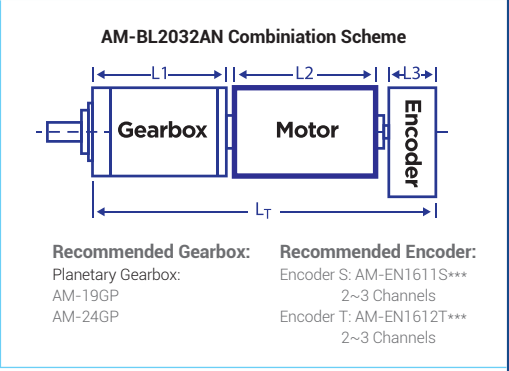 AM-BL2032AN Combiniation Scheme
L1 L2 L3
Gearbox Motor Encoder
LT
Recommended Gearbox: Recommended Encoder:
Planetary Gearbox: Encoder S: AM-EN1611S***
AM-19GP 2~3 Channels
AM-24GP Encoder T: AM-EN1612T***
2~3 Channels